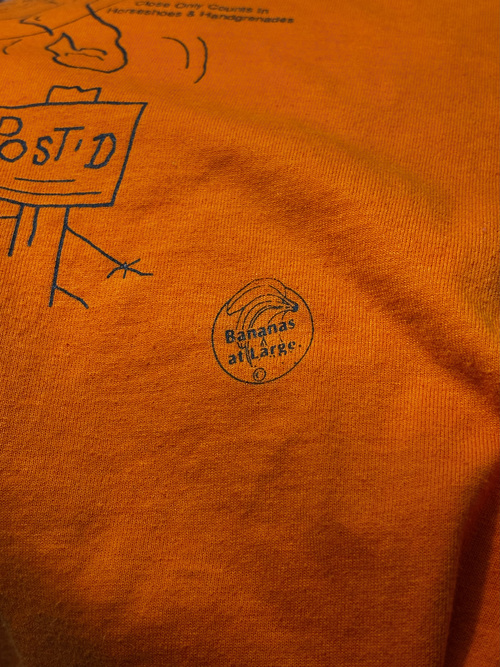 Close Only Counts In
Horseshoes & Handgrenades
POST'D
Bananas
at Large.
©